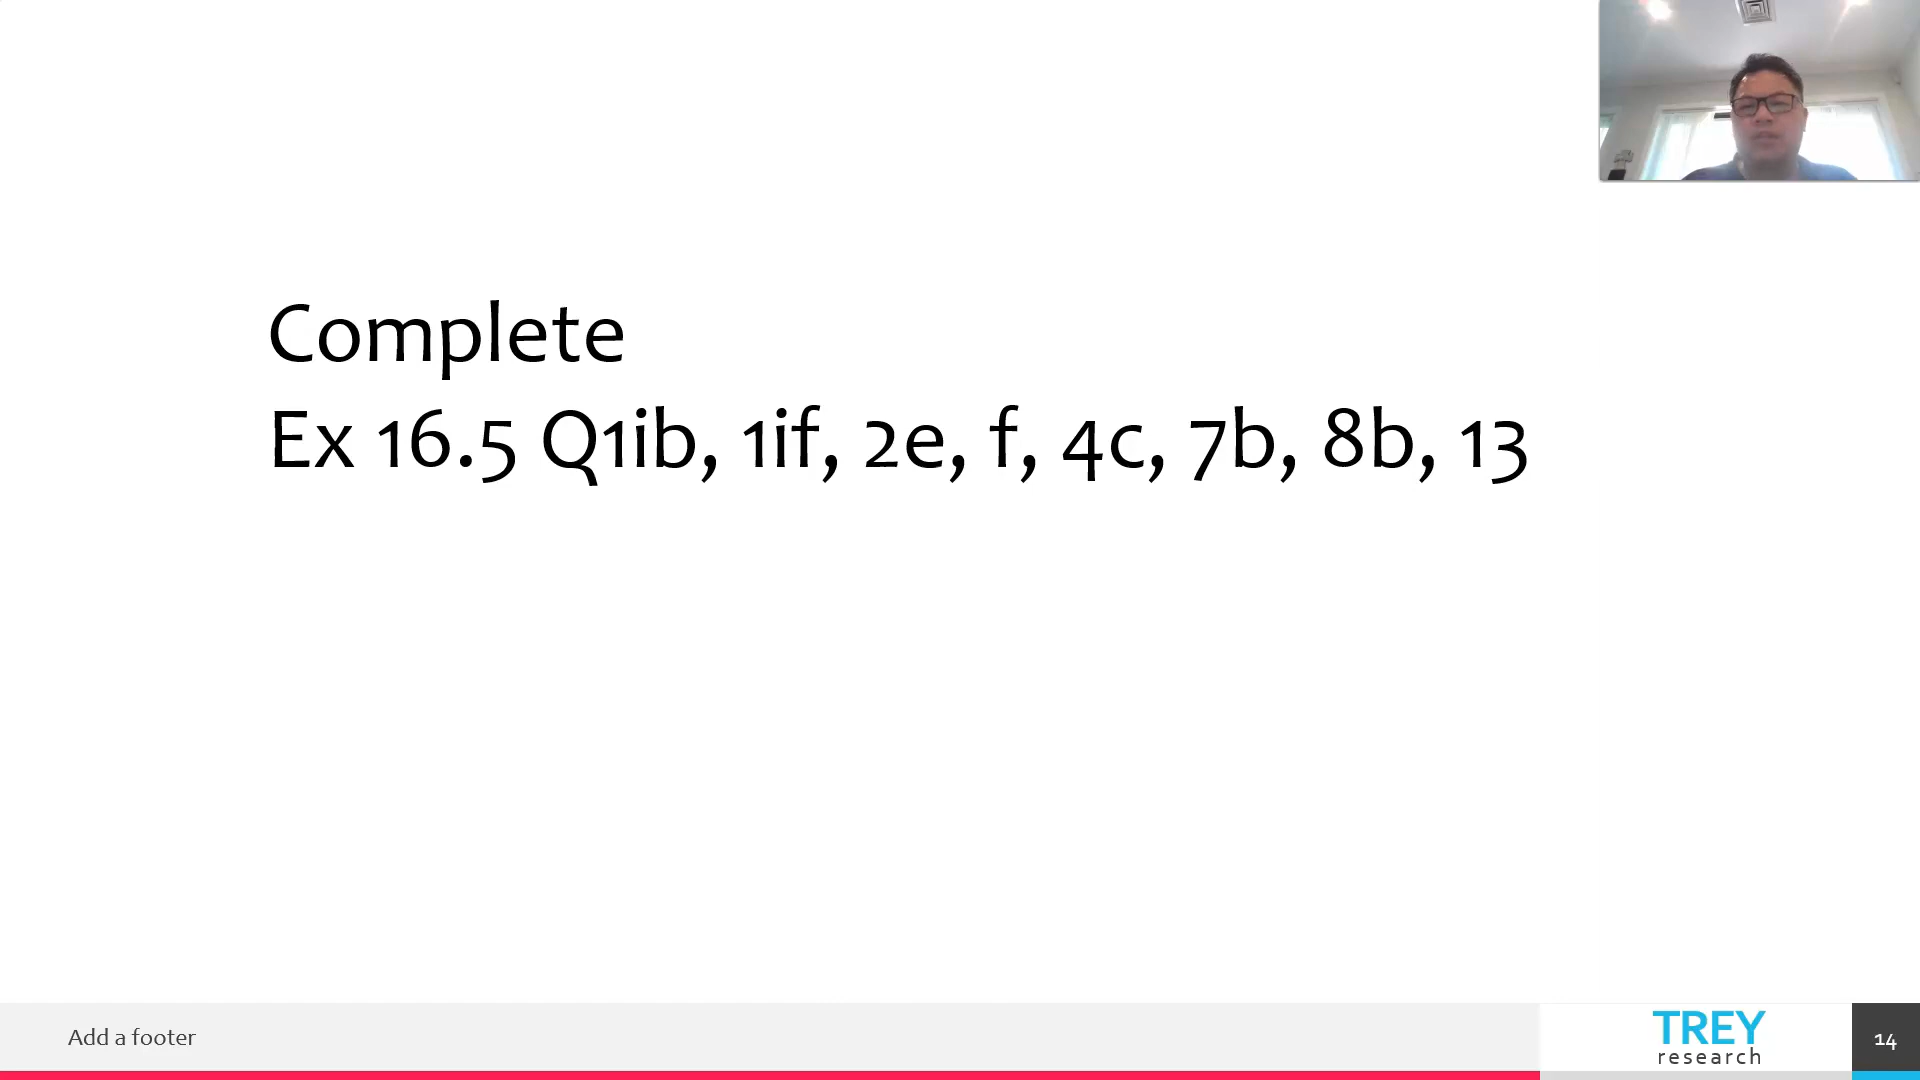 Complete
Ex 16.5 Q1ib, 1if, 2e, f, 4c, 7b, 8b, 13
Add a footer
TREY
research
14